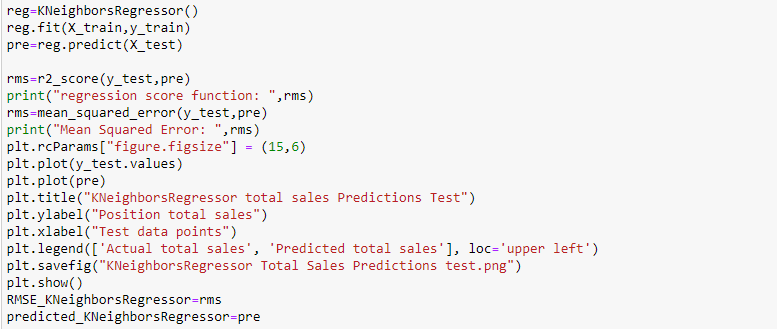 reg=KNeighborsRegressor()
reg.fit(X_train,y_train)
pre=reg.predict(X_test)
rms=r2_score(y_test,pre)
print("regression score function: ",rms)
rms=mean_squared_error(y_test,pre)
print("Mean Squared Error: ",rms)
plt.rcParams["figure.figsize"] = (15,6)
plt.plot(y_test.values)
plt.plot(pre)
plt.title("KNeighborsRegressor total sales Predictions Test")
plt.ylabel("Position total sales")
plt.xlabel("Test data points")
plt.legend(['Actual total sales', 'Predicted total sales'], loc='upper left')
plt.savefig("KNeighborsRegressor Total Sales Predictions test.png")
plt.show()
RMSE_KNeighborsRegressor=rms
predicted_KNeighborsRegressor=pre